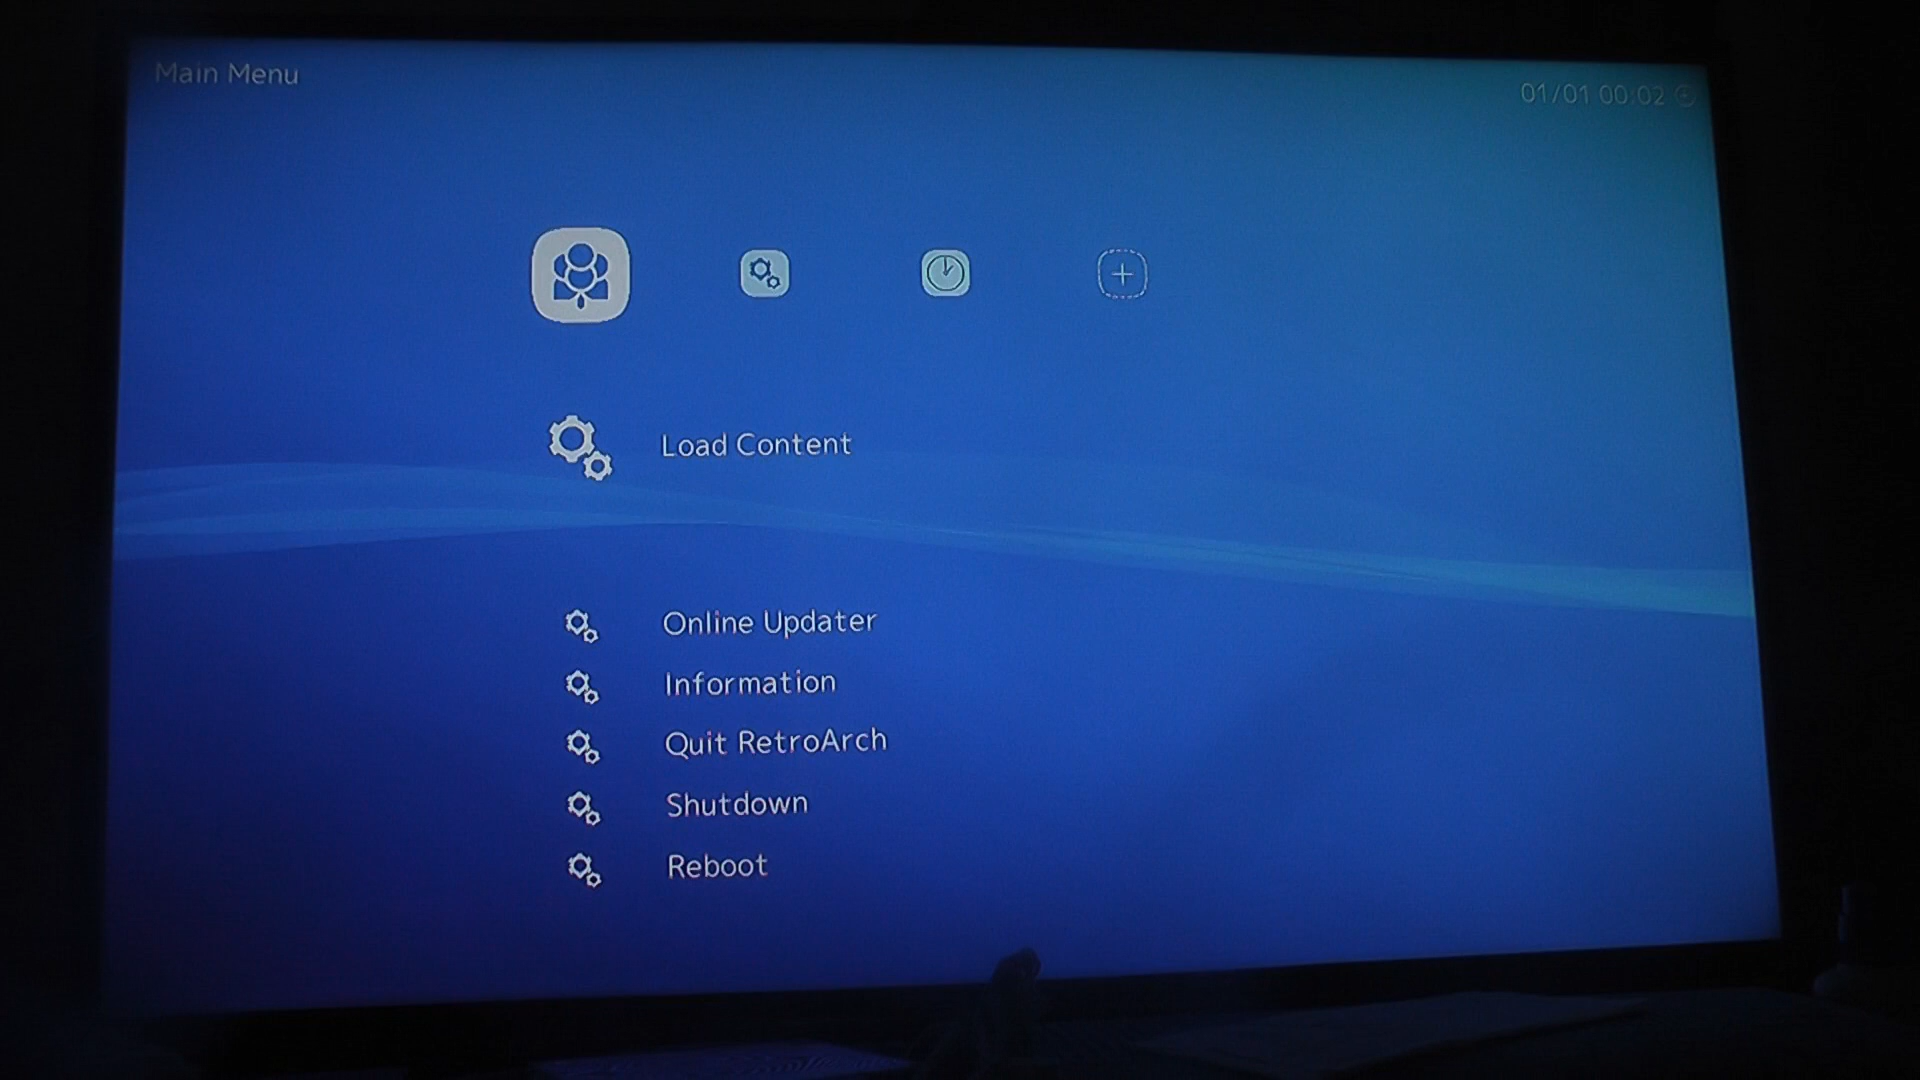 Main Menu
01/01 00:02
Load Content
Online Updater
Information
Quit RetroArch
Shutdown
Reboot